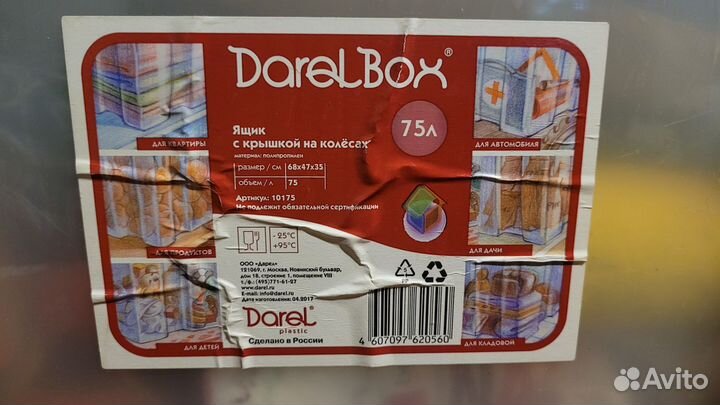 DarelBox®
75л
Ящик
с крышкой на колёсах
материал: полипропилен
размер / см 68x47x35
объем / л 75
Артикул: 10175
Не подлежит обязательной сертификации
ДЛЯ КВАРТИРЫ
ДЛЯ ПРОДУКТОВ
ДЛЯ ДЕТЕЙ
ДЛЯ АВТОМОБИЛЯ
ДЛЯ ДАЧИ
ДЛЯ КЛАДОВОЙ
-25°C
+95°C
ООО «Дарел»
121069, г. Москва, Новинский бульвар,
дом 18, строение 1, помещение VIII
т./ф.: (495)771-61-27
E-mail: info@darel.ru
www.darel.ru
Дата изготовления: 04.2017
Darel®
plastic
Сделано в России
5
PP
4 607097 620560
Avito